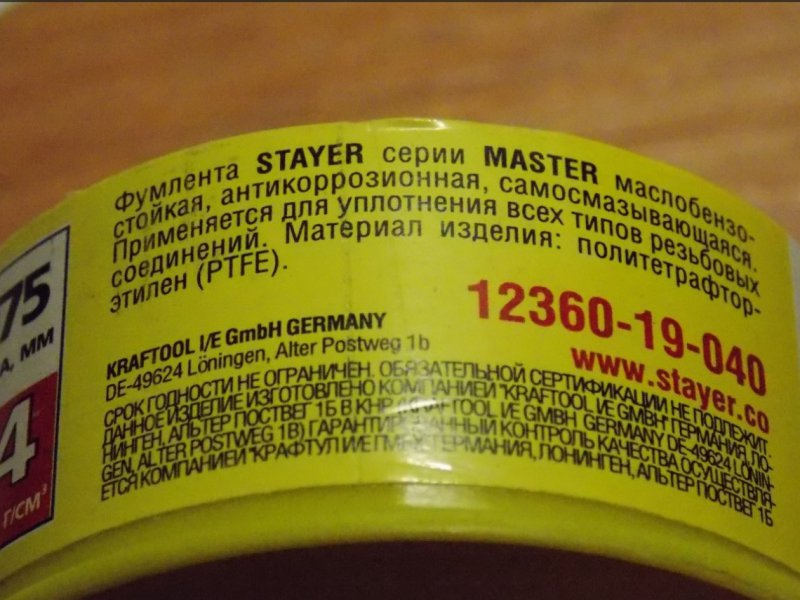 Фумлента STAYER серии MASTER маслобензо-
стойкая, антикоррозионная, самосмазывающаяся.
Применяется для уплотнения всех типов резьбовых
соединений. Материал изделия: политетрафтор-
этилен (PTFE).
12360-19-040
www.stayer.co
KRAFTOOL I/E GmbH GERMANY
DE-49624 Löningen, Alter Postweg 1b
СРОК ГОДНОСТИ НЕ ОГРАНИЧЕН. ОБЯЗАТЕЛЬНОЙ СЕРТИФИКАЦИИ НЕ ПОДЛЕЖИТ.
ДАННОЕ ИЗДЕЛИЕ ИЗГОТОВЛЕНО КОМПАНИЕЙ "KRAFTOOL I/E GMBH" ГЕРМАНИЯ, ЛО-
НИНГЕН, АЛЬТЕР ПОСТВЕГ 1Б В КНР (KRAFTOOL I/E GMBH GERMANY DE-49624 LÖNIN-
GEN, ALTER POSTWEG 1B) ГАРАНТИРОВАННЫЙ КОНТРОЛЬ КАЧЕСТВА ОСУЩЕСТВЛЯ-
ЕТСЯ КОМПАНИЕЙ "КРАФТУЛ И/Е ГМБХ" ГЕРМАНИЯ, ЛОНИНГЕН, АЛЬТЕР ПОСТВЕГ 1Б
75
А, ММ
4
Г/СМ³